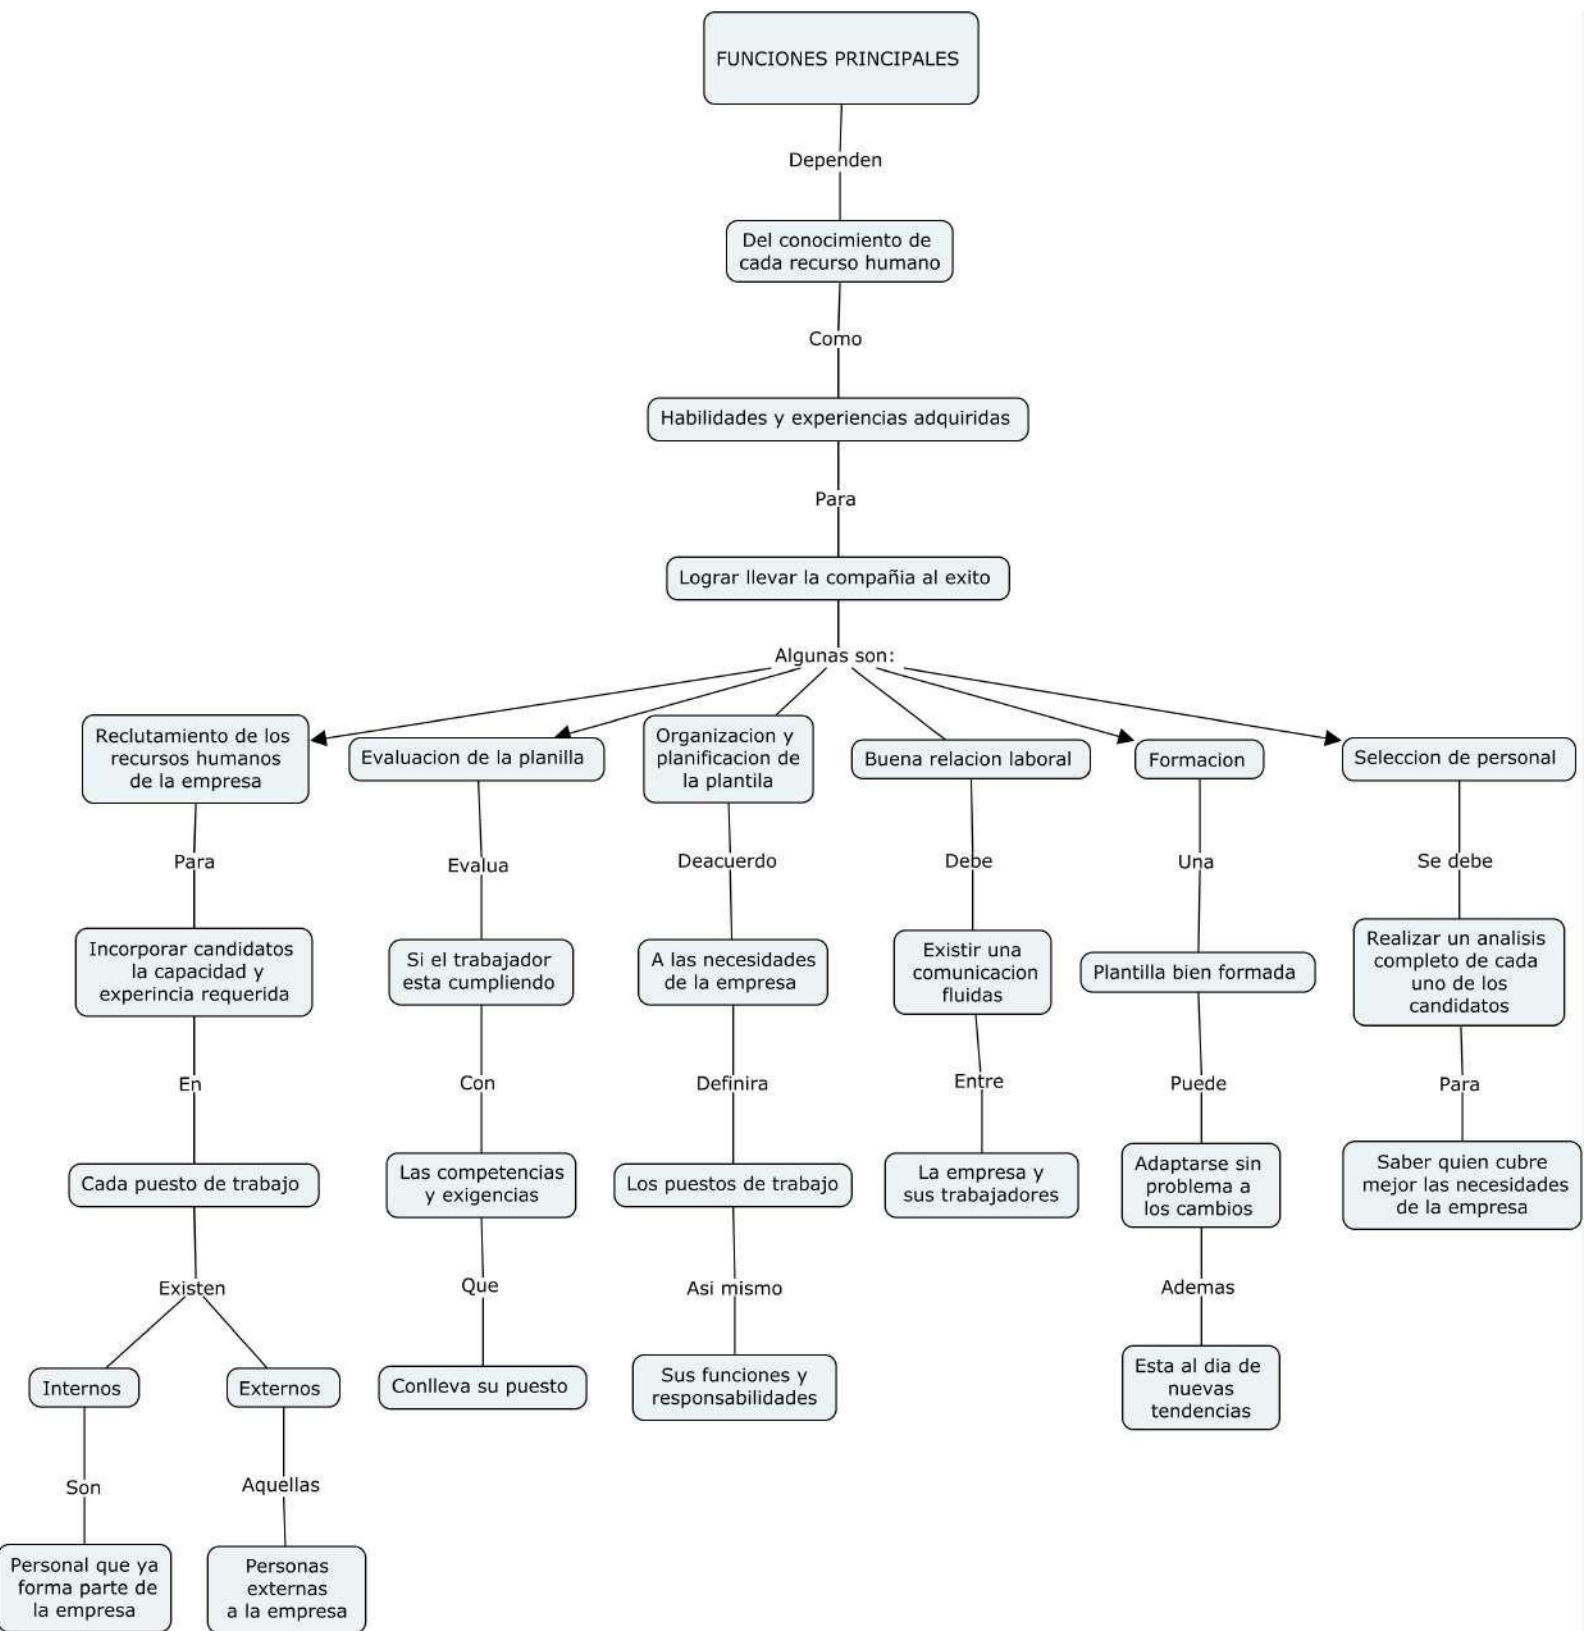 FUNCIONES PRINCIPALES
Dependen
Del conocimiento de
cada recurso humano
Como
Habilidades y experiencias adquiridas
Para
Lograr llevar la compañia al exito
Algunas son:
Reclutamiento de los
recursos humanos
de la empresa
Para
Incorporar candidatos
la capacidad y
experincia requerida
En
Cada puesto de trabajo
Existen
Internos
Son
Personal que ya
forma parte de
la empresa
Externos
Aquellas
Personas
externas
a la empresa
Evaluacion de la planilla
Evalua
Si el trabajador
esta cumpliendo
Con
Las competencias
y exigencias
Que
Conlleva su puesto
Organizacion y
planificacion de
la plantila
Deacuerdo
A las necesidades
de la empresa
Definira
Los puestos de trabajo
Asi mismo
Sus funciones y
responsabilidades
Buena relacion laboral
Debe
Existir una
comunicacion
fluidas
Entre
La empresa y
sus trabajadores
Formacion
Una
Plantilla bien formada
Puede
Adaptarse sin
problema a
los cambios
Ademas
Esta al dia de
nuevas
tendencias
Seleccion de personal
Se debe
Realizar un analisis
completo de cada
uno de los
candidatos
Para
Saber quien cubre
mejor las necesidades
de la empresa